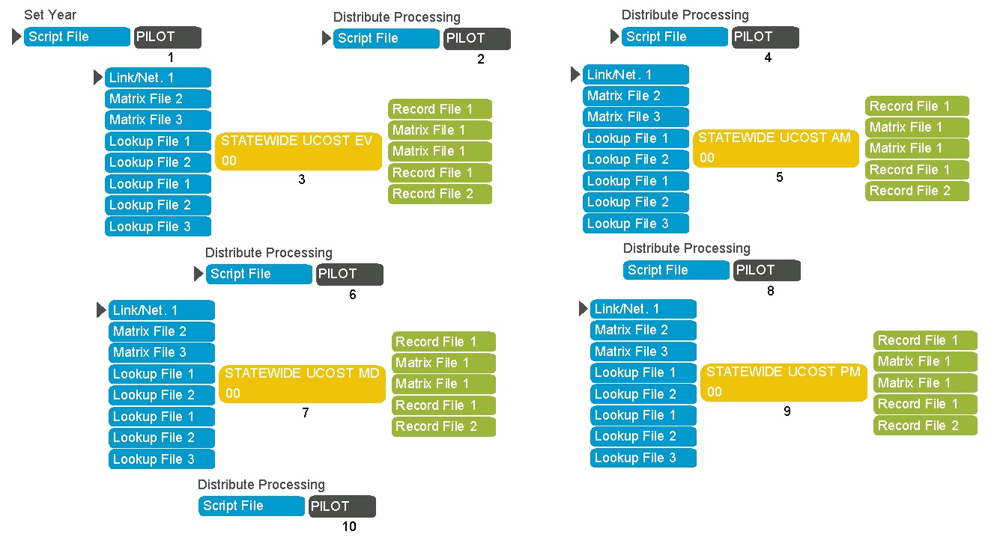 Set Year
Script File PILOT
1
Distribute Processing
Script File PILOT
2
Link/Net. 1
Matrix File 2
Matrix File 3
Lookup File 1
Lookup File 2
Lookup File 1
Lookup File 2
Lookup File 3
STATEWIDE UCOST EV
00
3
Record File 1
Matrix File 1
Matrix File 1
Record File 1
Record File 2
Distribute Processing
Script File PILOT
4
Link/Net. 1
Matrix File 2
Matrix File 3
Lookup File 1
Lookup File 2
Lookup File 1
Lookup File 2
Lookup File 3
STATEWIDE UCOST AM
00
5
Record File 1
Matrix File 1
Matrix File 1
Record File 1
Record File 2
Distribute Processing
Script File PILOT
6
Link/Net. 1
Matrix File 2
Matrix File 3
Lookup File 1
Lookup File 2
Lookup File 1
Lookup File 2
Lookup File 3
STATEWIDE UCOST MD
00
7
Record File 1
Matrix File 1
Matrix File 1
Record File 1
Record File 2
Distribute Processing
Script File PILOT
8
Link/Net. 1
Matrix File 2
Matrix File 3
Lookup File 1
Lookup File 2
Lookup File 1
Lookup File 2
Lookup File 3
STATEWIDE UCOST PM
00
9
Record File 1
Matrix File 1
Matrix File 1
Record File 1
Record File 2
Distribute Processing
Script File PILOT
10